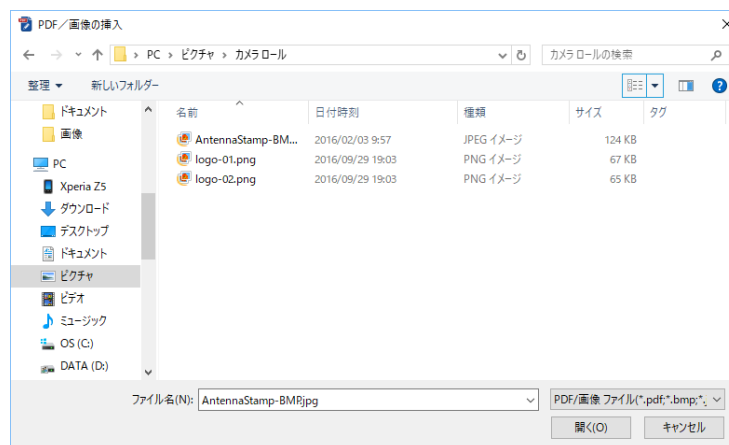 PDF／画像の挿入
PC › ピクチャ › カメラロール
カメラ ロールの検索
整理
新しいフォルダー
ドキュメント
画像
PC
Xperia Z5
ダウンロード
デスクトップ
ドキュメント
ピクチャ
ビデオ
ミュージック
OS (C:)
DATA (D:)
名前 日付時刻 種類 サイズ タグ
AntennaStamp-BM... 2016/02/03 9:57 JPEG イメージ 124 KB
logo-01.png 2016/09/29 19:03 PNG イメージ 67 KB
logo-02.png 2016/09/29 19:03 PNG イメージ 65 KB
ファイル名(N): AntennaStamp-BMP.jpg
PDF/画像 ファイル(*.pdf;*.bmp;*.
開く(O) キャンセル